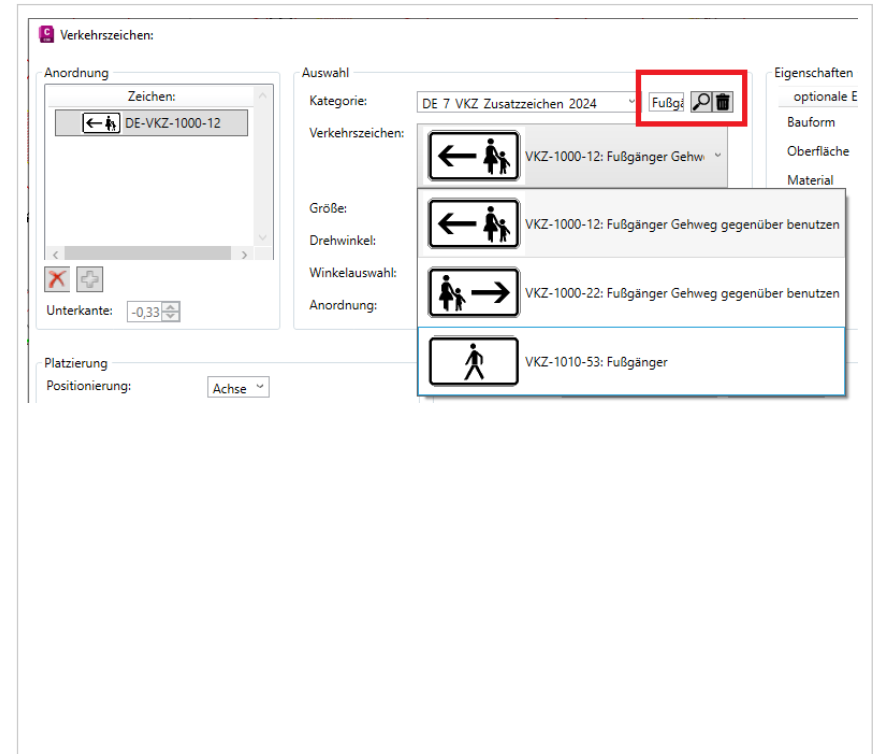 Verkehrszeichen:
Anordnung
Zeichen:
DE-VKZ-1000-12
Unterkante:
-0,33
Auswahl
Kategorie:
DE 7 VKZ Zusatzzeichen 2024
Fußgä
Verkehrszeichen:
VKZ-1000-12: Fußgänger Gehw
Größe:
Drehwinkel:
Winkelauswahl:
Anordnung:
VKZ-1000-12: Fußgänger Gehweg gegenüber benutzen
VKZ-1000-22: Fußgänger Gehweg gegenüber benutzen
VKZ-1010-53: Fußgänger
Eigenschaften
optionale E
Bauform
Oberfläche
Material
Platzierung
Positionierung:
Achse